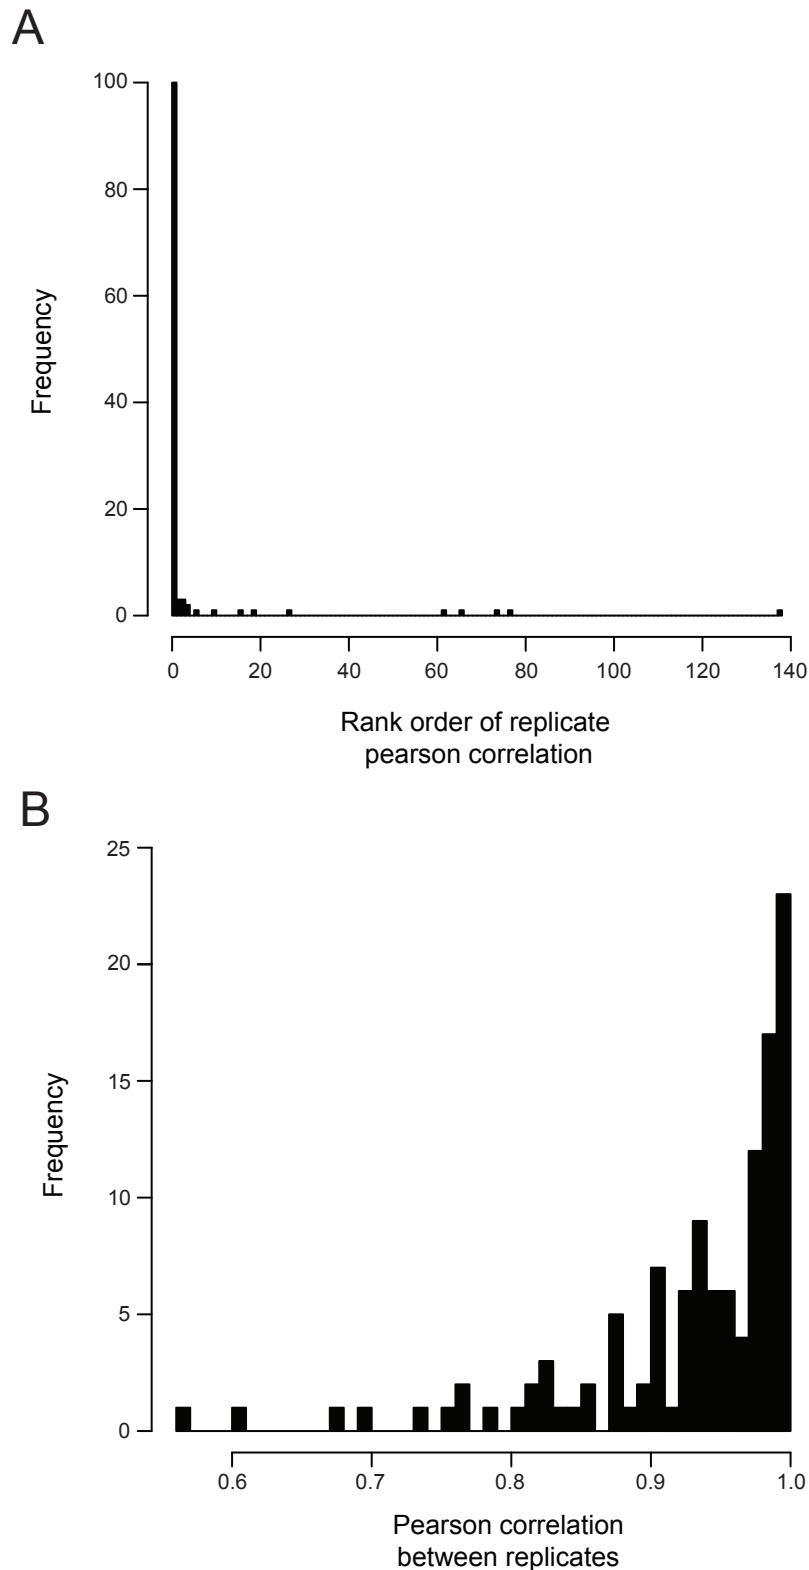 A
100
80
60
40
20
0
Frequency
0 20 40 60 80 100 120 140
Rank order of replicate
pearson correlation
B
25
20
15
10
5
0
Frequency
0.6 0.7 0.8 0.9 1.0
Pearson correlation
between replicates